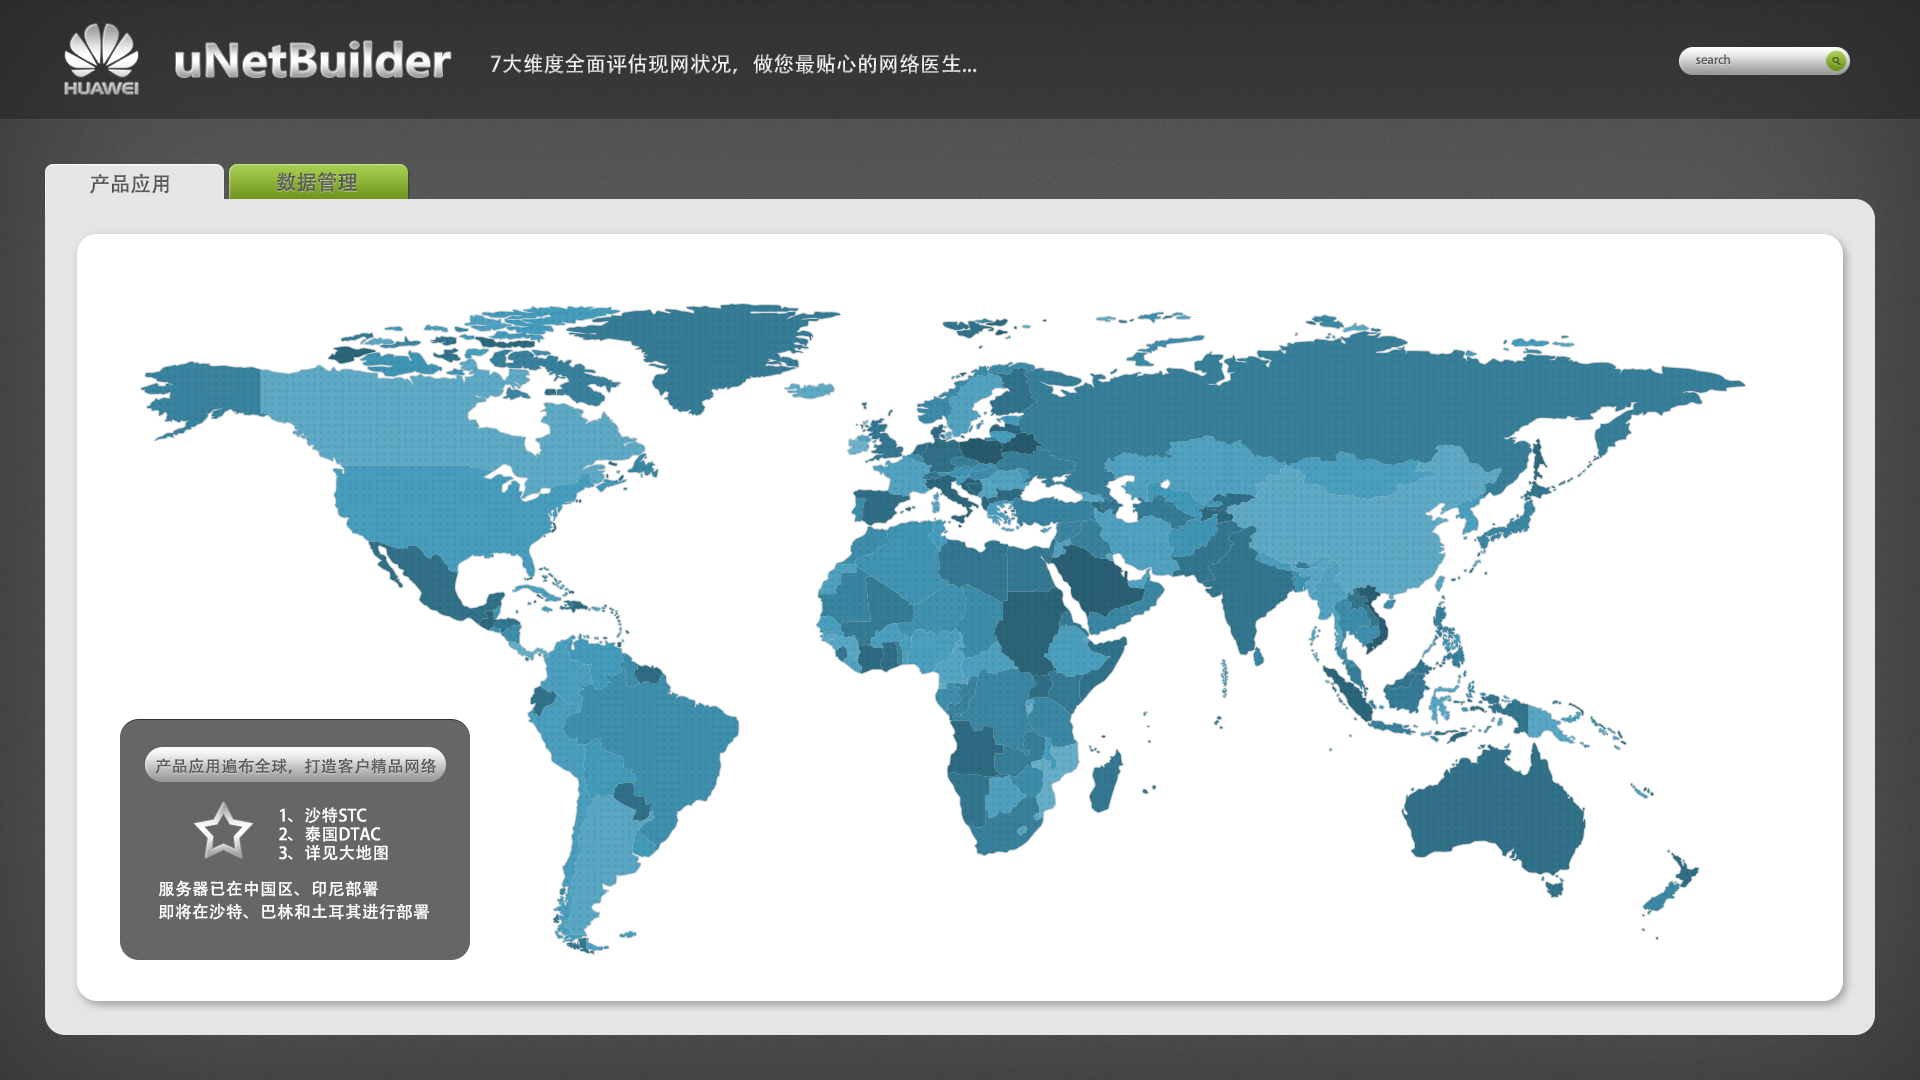 HUAWEI
uNetBuilder
7大维度全面评估现网状况，做您最贴心的网络医生...
search
产品应用
数据管理
产品应用遍布全球，打造客户精品网络
1、沙特STC
2、泰国DTAC
3、详见大地图
服务器已在中国区、印尼部署
即将在沙特、巴林和土耳其进行部署